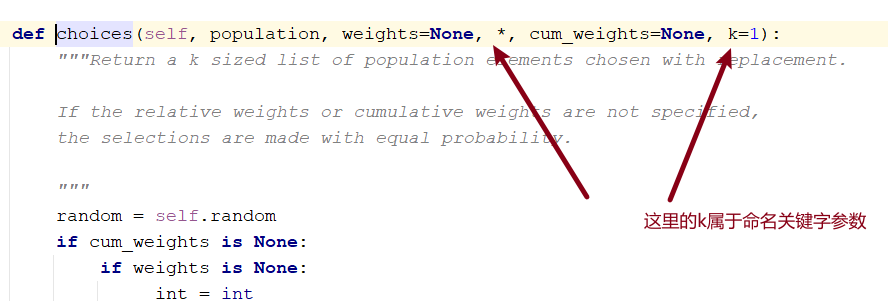 def choices(self, population, weights=None, *, cum_weights=None, k=1):
"""Return a k sized list of population elements chosen with replacement.
If the relative weights or cumulative weights are not specified,
the selections are made with equal probability.
"""
random = self.random
这里的k属于命名关键字参数
if cum_weights is None:
if weights is None:
int = int